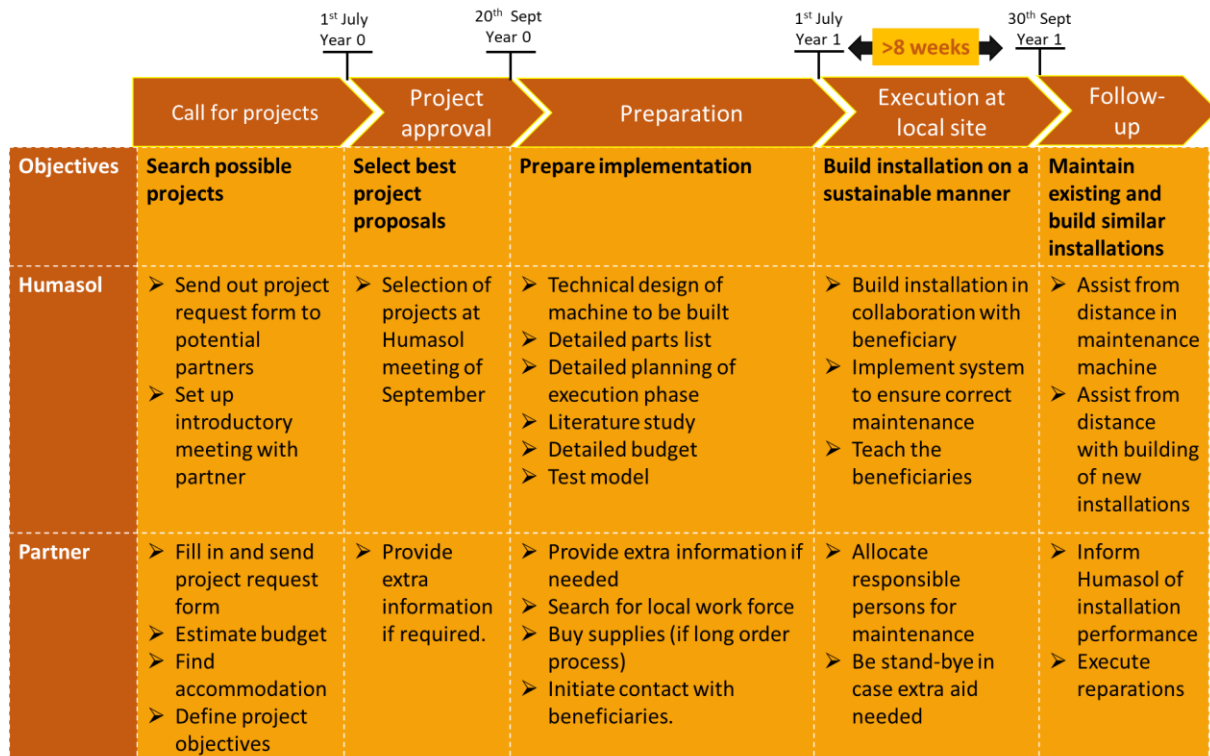 1st July
Year 0
20th Sept
Year 0
1st July
Year 1
>8 weeks
30th Sept
Year 1
Call for projects
Project
approval
Preparation
Execution at
local site
Follow-
up
Objectives
Search possible
projects
Select best
project
proposals
Prepare implementation
Build installation on a
sustainable manner
Maintain
existing and
build similar
installations
Humasol
➢ Send out project
request form to
potential
partners
➢ Set up
introductory
meeting with
partner
➢ Selection of
projects at
Humasol
meeting of
September
➢ Technical design of
machine to be built
➢ Detailed parts list
➢ Detailed planning of
execution phase
➢ Literature study
➢ Detailed budget
➢ Test model
➢ Build installation in
collaboration with
beneficiary
➢ Implement system
to ensure correct
maintenance
➢ Teach the
beneficiaries
➢ Assist from
distance in
maintenance
machine
➢ Assist from
distance
with building
of new
installations
Partner
➢ Fill in and send
project request
form
➢ Estimate budget
➢ Find
accommodation
➢ Define project
objectives
➢ Provide
extra
information
if required.
➢ Provide extra information if
needed
➢ Search for local work force
➢ Buy supplies (if long order
process)
➢ Initiate contact with
beneficiaries.
➢ Allocate
responsible
persons for
maintenance
➢ Be stand-bye in
case extra aid
needed
➢ Inform
Humasol of
installation
performance
➢ Execute
reparations